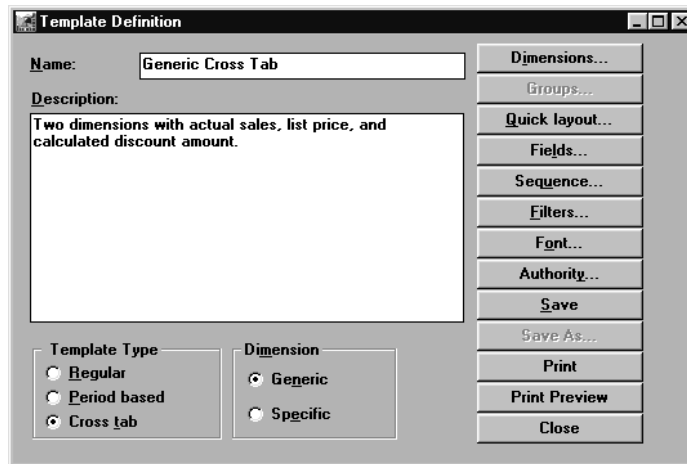 Template Definition
Name:
Generic Cross Tab
Description:
Two dimensions with actual sales, list price, and
calculated discount amount.
Template Type
Regular
Period based
Cross tab
Dimension
Generic
Specific
Dimensions...
Groups...
Quick layout...
Fields...
Sequence...
Filters...
Font...
Authority...
Save
Save As...
Print
Print Preview
Close